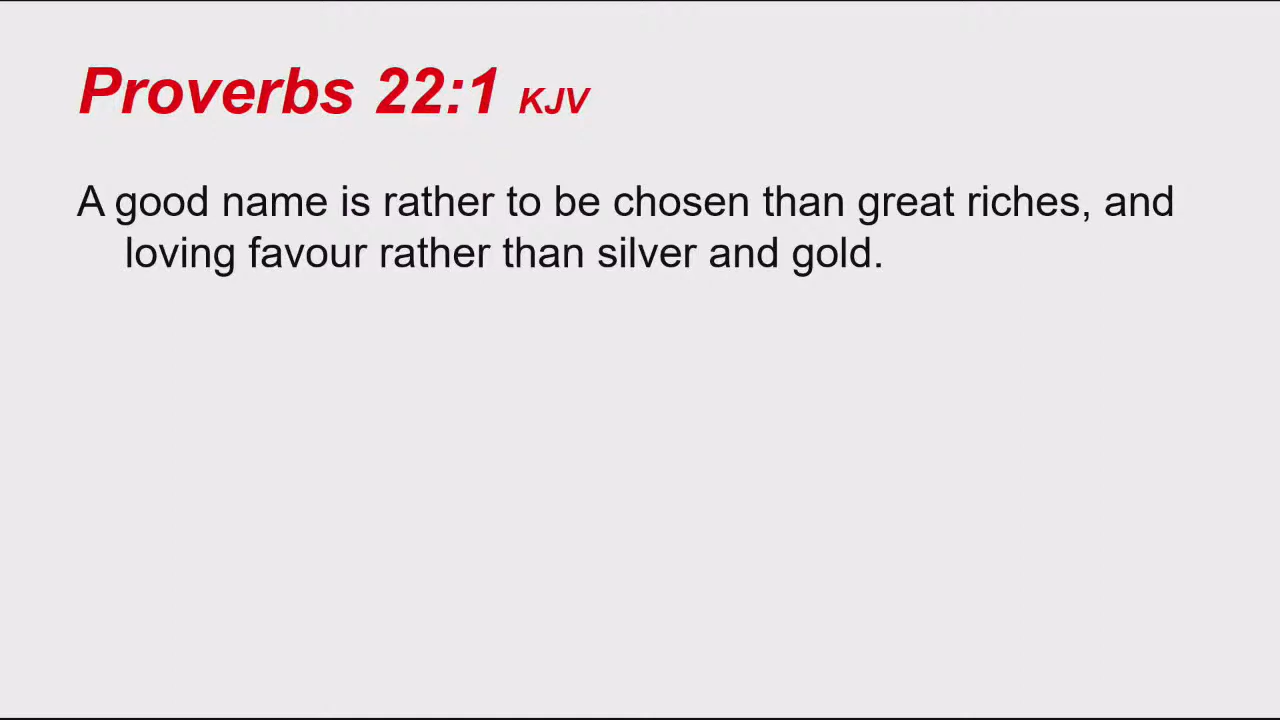 Proverbs 22:1 KJV
A good name is rather to be chosen than great riches, and
loving favour rather than silver and gold.